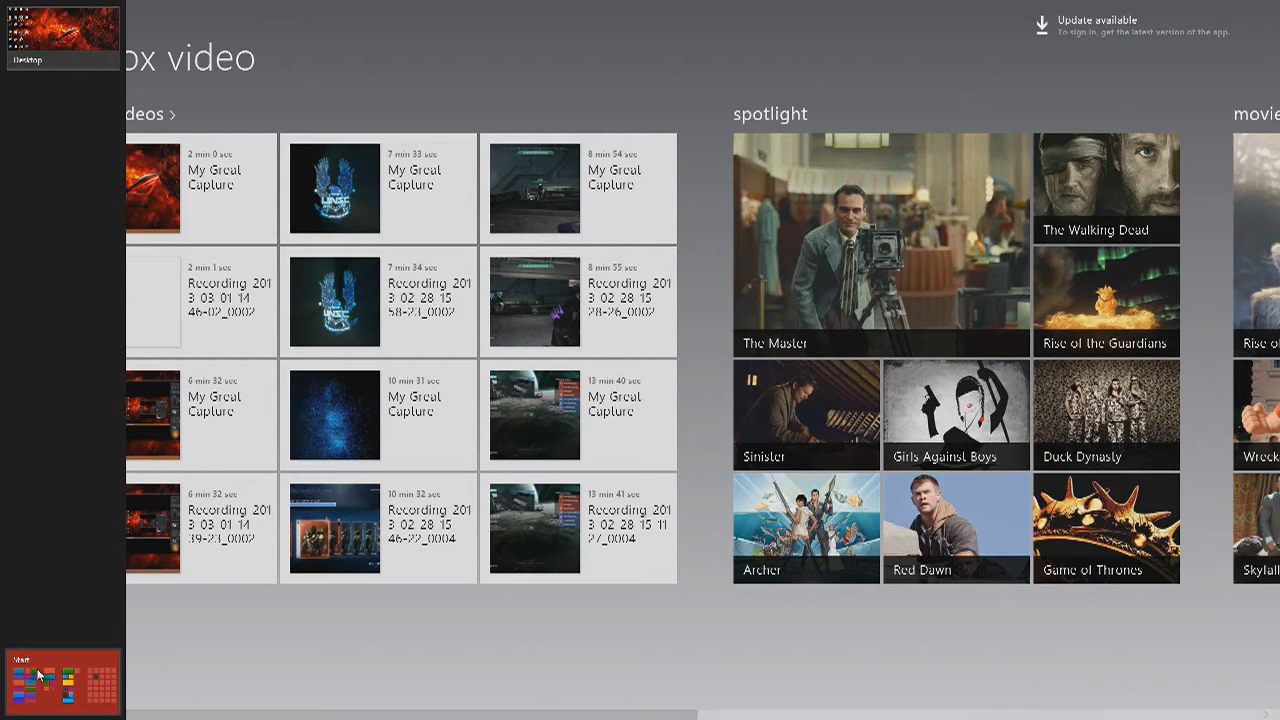 Desktop
ox video
Update available
To sign in, get the latest version of the app.
deos >
2 min 0 sec
My Great
Capture
7 min 33 sec
My Great
Capture
8 min 54 sec
My Great
Capture
2 min 1 sec
Recording 201
3 03 01 14
46-02_0002
7 min 34 sec
Recording 201
3 02 28 15
58-23_0002
8 min 55 sec
Recording 201
3 02 28 15
28-26_0002
6 min 32 sec
My Great
Capture
10 min 31 sec
My Great
Capture
13 min 40 sec
My Great
Capture
6 min 32 sec
Recording 201
3 03 01 14
39-23_0002
10 min 32 sec
Recording 201
3 02 28 15
46-22_0004
13 min 41 sec
Recording 201
3 02 28 15 11
27_0004
spotlight
The Master
The Walking Dead
Rise of the Guardians
Sinister
Girls Against Boys
Duck Dynasty
Archer
Red Dawn
Game of Thrones
movie
Rise o
Wreck
Skyfall
Start
UNSC
UNSC